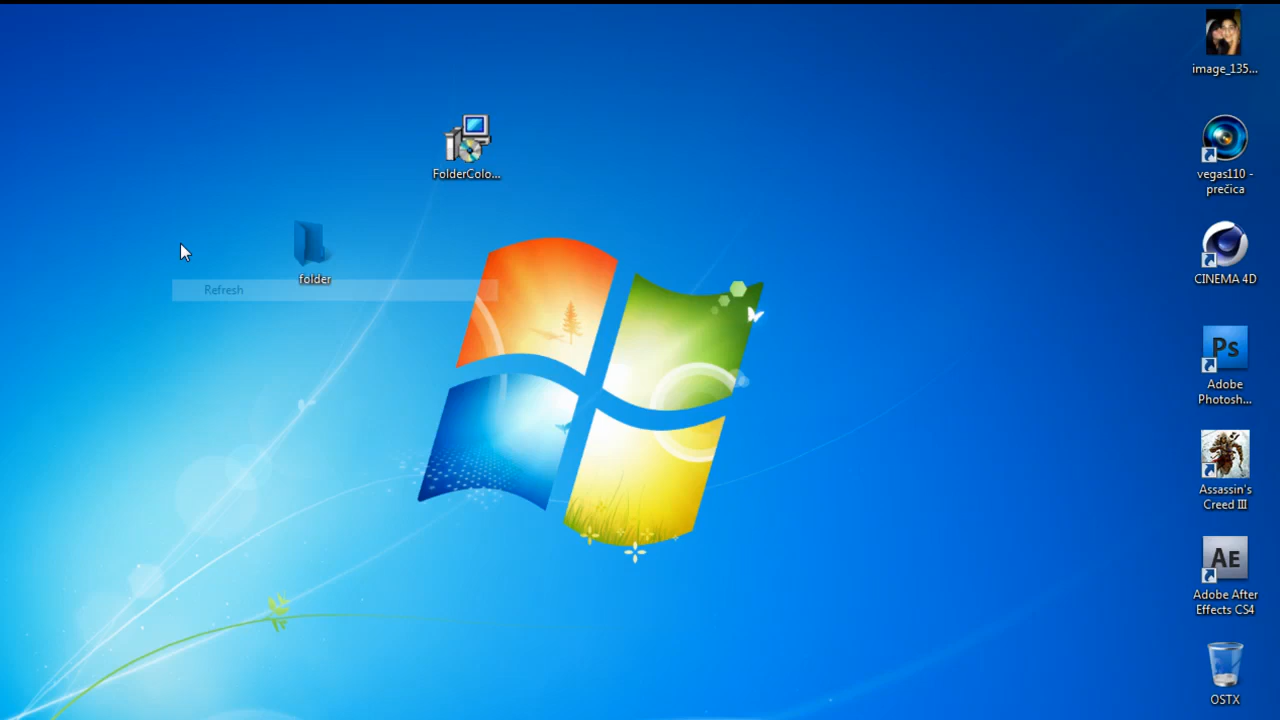 image_135...
FolderColo...
vegas110 -
prečica
folder
Refresh
CINEMA 4D
Ps
Adobe
Photosh...
Assassin's
Creed III
AE
Adobe After
Effects CS4
OSTX